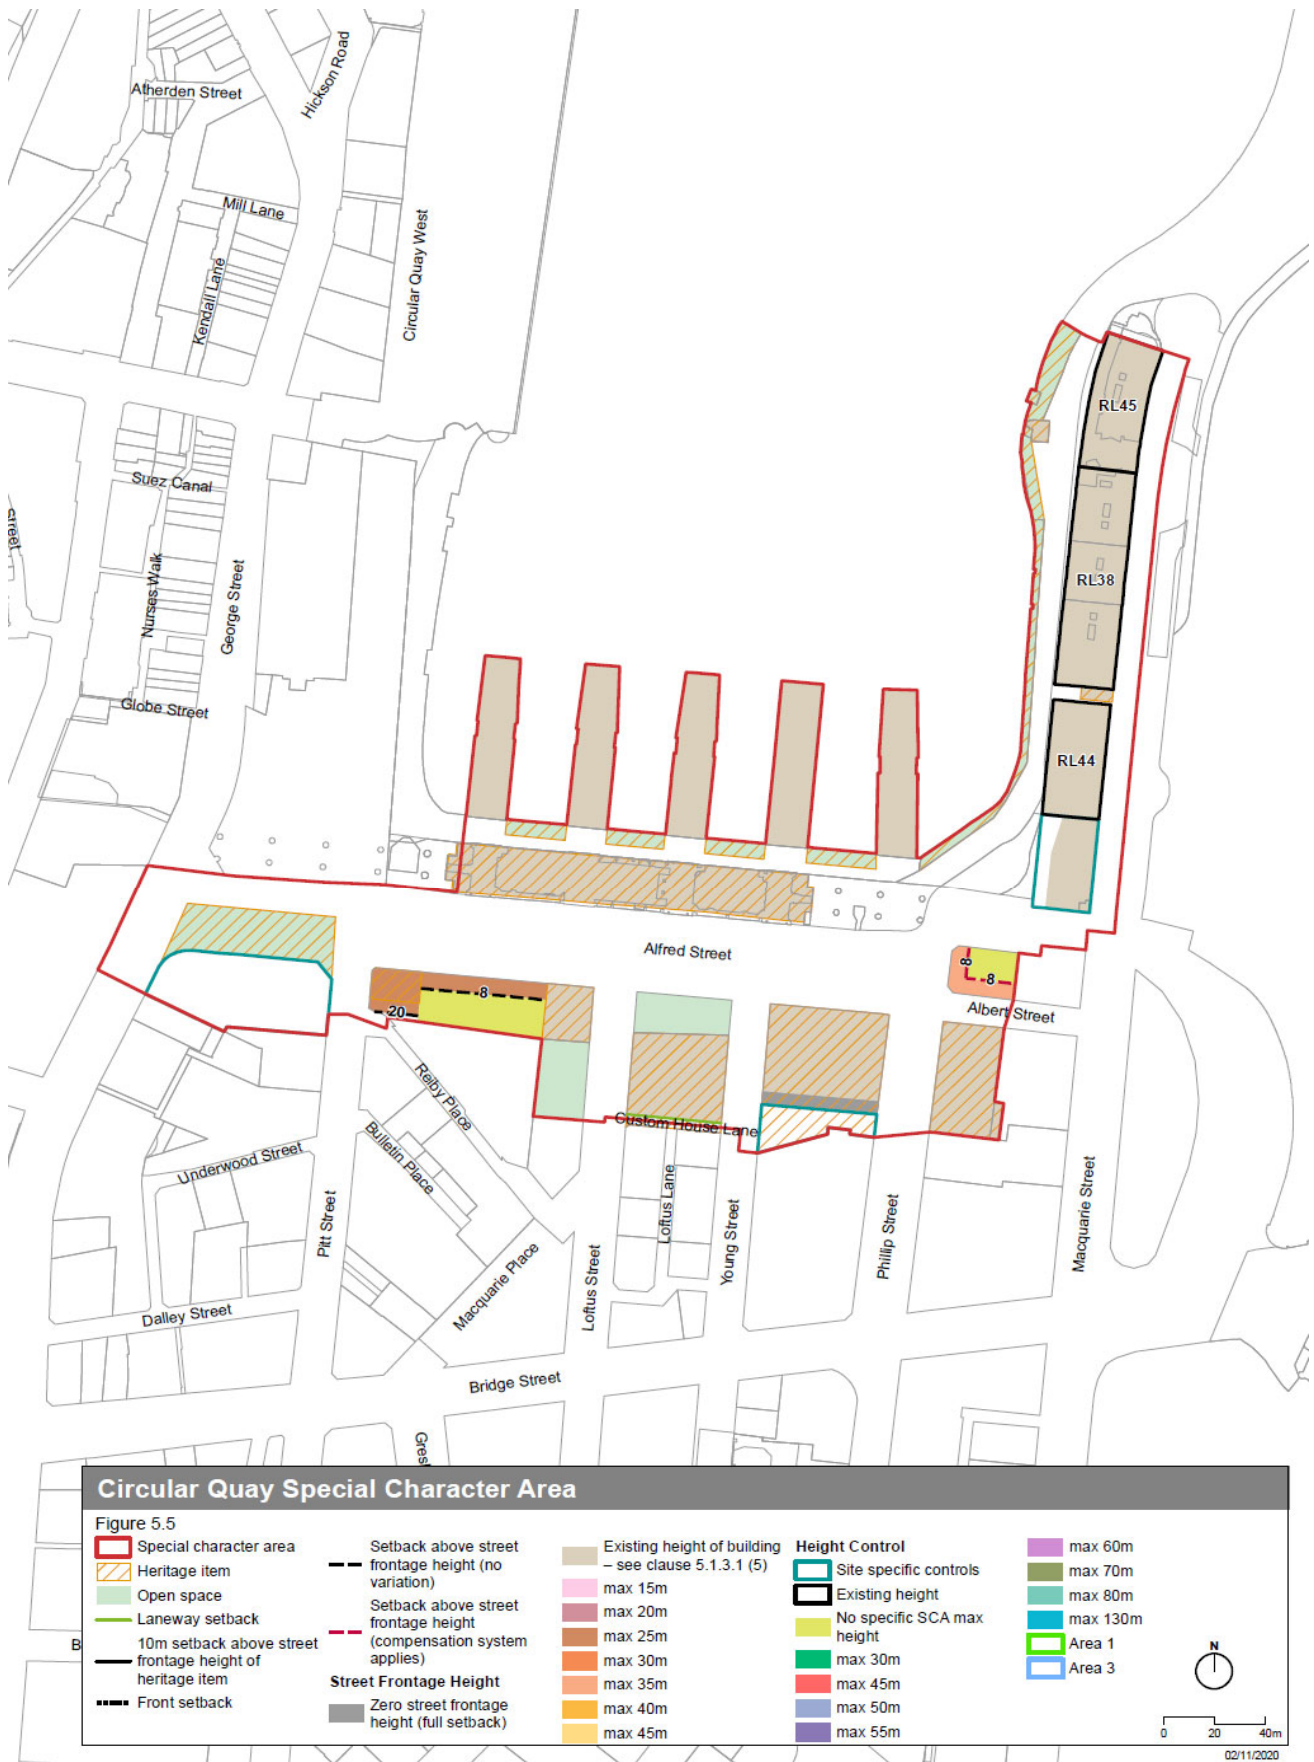 Atherden Street
Hickson Road
Mill Lane
Kendall Lane
Circular Quay West
RL45
Suez Canal
Street
Nurses Walk
George Street
RL38
Globe Street
RL44
Alfred Street
8
8
8
20
Albert Street
Reiby Place
Bulletin Place
Custom House Lane
Underwood Street
Pitt Street
Loftus Lane
Young Street
Phillip Street
Macquarie Street
Loftus Street
Macquarie Place
Dalley Street
Bridge Street
Gres
B
Circular Quay Special Character Area
Figure 5.5
Special character area
Heritage item
Open space
Laneway setback
10m setback above street
frontage height of
heritage item
Front setback
Setback above street
frontage height (no
variation)
Setback above street
frontage height
(compensation system
applies)
Street Frontage Height
Zero street frontage
height (full setback)
Existing height of building
– see clause 5.1.3.1 (5)
max 15m
max 20m
max 25m
max 30m
max 35m
max 40m
max 45m
Height Control
Site specific controls
Existing height
No specific SCA max
height
max 30m
max 45m
max 50m
max 55m
max 60m
max 70m
max 80m
max 130m
Area 1
Area 3
N
0 20 40m
02/11/2020